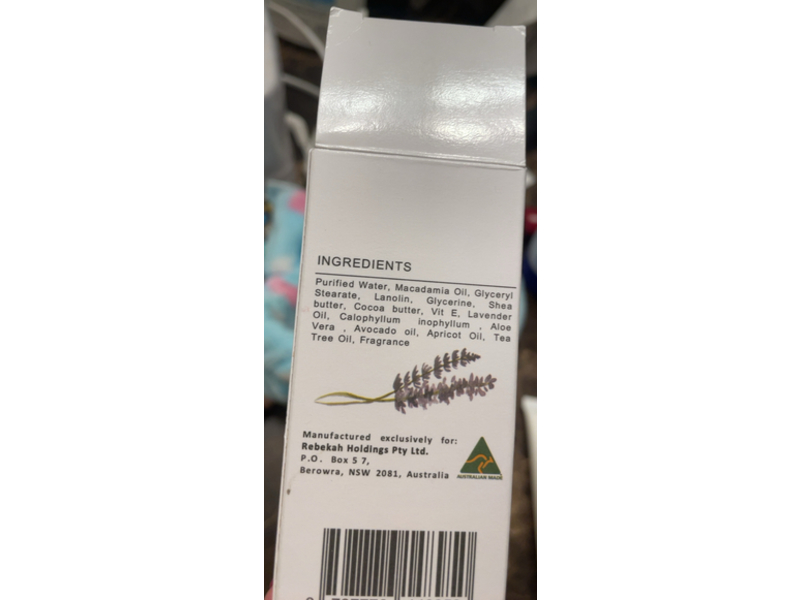 INGREDIENTS
Purified Water, Macadamia Oil, Glyceryl
Stearate, Lanolin, Glycerine, Shea
butter, Cocoa butter, Vit E, Lavender
Oil, Calophyllum inophyllum , Aloe
Vera , Avocado oil, Apricot Oil, Tea
Tree Oil, Fragrance
Manufactured exclusively for:
Rebekah Holdings Pty Ltd.
P.O. Box 5 7,
Berowra, NSW 2081, Australia
AUSTRALIAN MADE